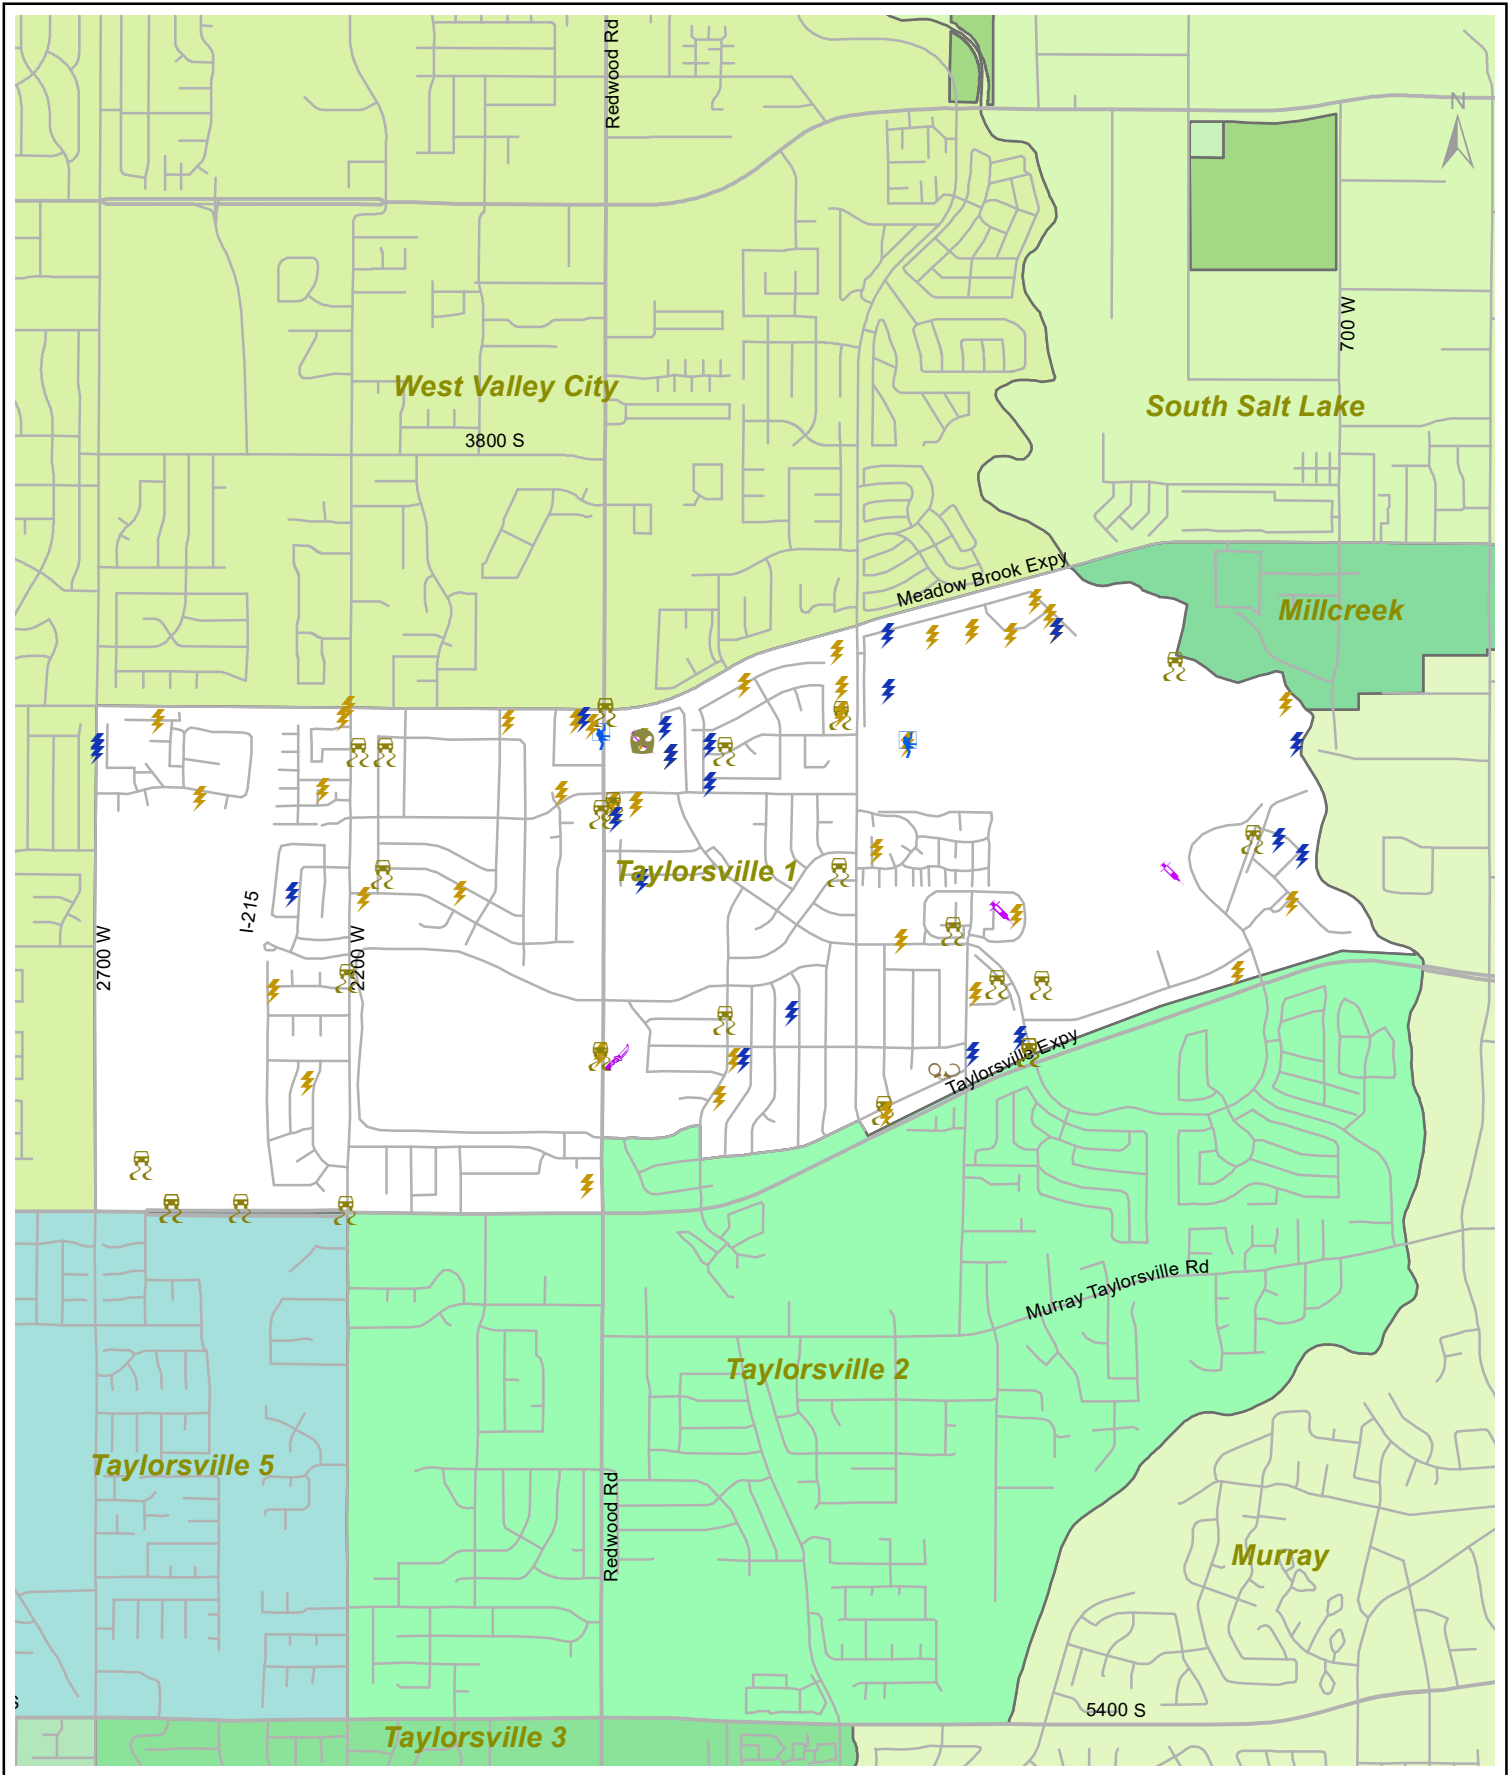 Redwood Rd
N
700 W
West Valley City
South Salt Lake
3800 S
Meadow Brook Expy
Millcreek
Taylorsville 1
I-215
2700 W
2200 W
Taylorsville Expy
Murray Taylorsville Rd
Taylorsville 2
Taylorsville 5
Redwood Rd
Murray
S
5400 S
Taylorsville 3